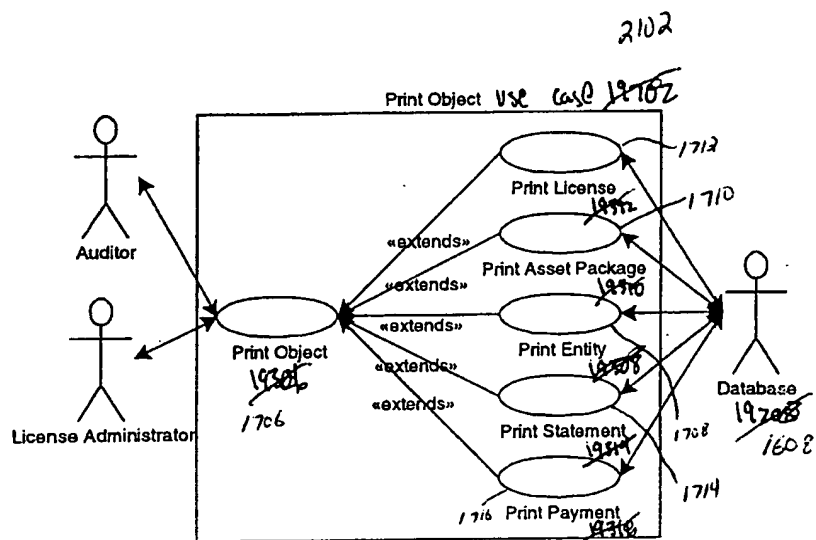 2102
Print Object use case
1712
Print License
1710
Auditor
«extends»
Print Asset Package
«extends»
«extends»
Print Entity
Print Object
«extends»
Database
1706
«extends»
License Administrator
Print Statement
1708
1714
1716
Print Payment